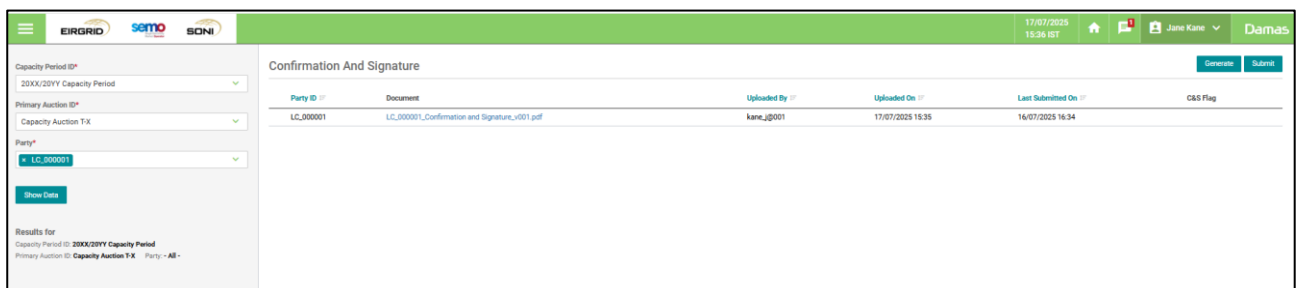 EIRGRID semo SONI 17/07/2025 15:36 IST 1 Jane Kane Damas
Capacity Period ID*
20XX/20YY Capacity Period
Primary Auction ID*
Capacity Auction T-X
Party*
× LC_000001
Show Data
Results for
Capacity Period ID: 20XX/20YY Capacity Period
Primary Auction ID: Capacity Auction T-X Party: - All -
Confirmation And Signature
Generate Submit
Party ID Document Uploaded By Uploaded On Last Submitted On C&S Flag
LC_000001 LC_000001_Confirmation and Signature_v001.pdf kane_j@001 17/07/2025 15:35 16/07/2025 16:34